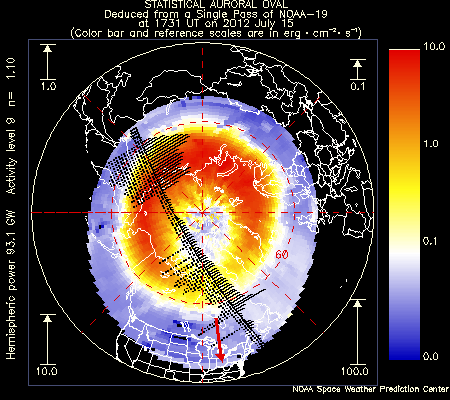 STATISTICAL AURORAL OVAL
Deduced from a Single Pass of NOAA-19
at 1731 UT on 2012 July 15
(Color bar and reference scales are in erg · cm⁻² · s⁻¹)
Hemispheric power 93.1 GW Activity level 9 n= 1.10
1.0
0.1
10.0
100.0
60
10.0
1.0
0.1
0.0
NOAA Space Weather Prediction Center